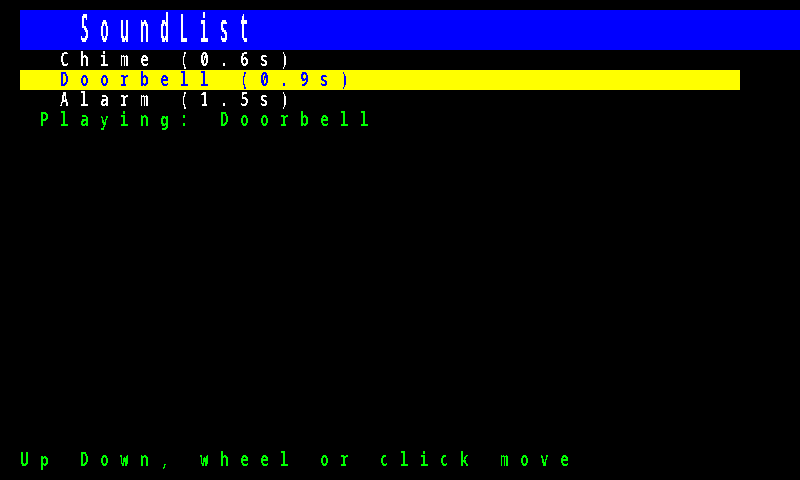 SoundList
Chime (0.6s)
Doorbell (0.9s)
Alarm (1.5s)
Playing: Doorbell
Up Down, wheel or click move